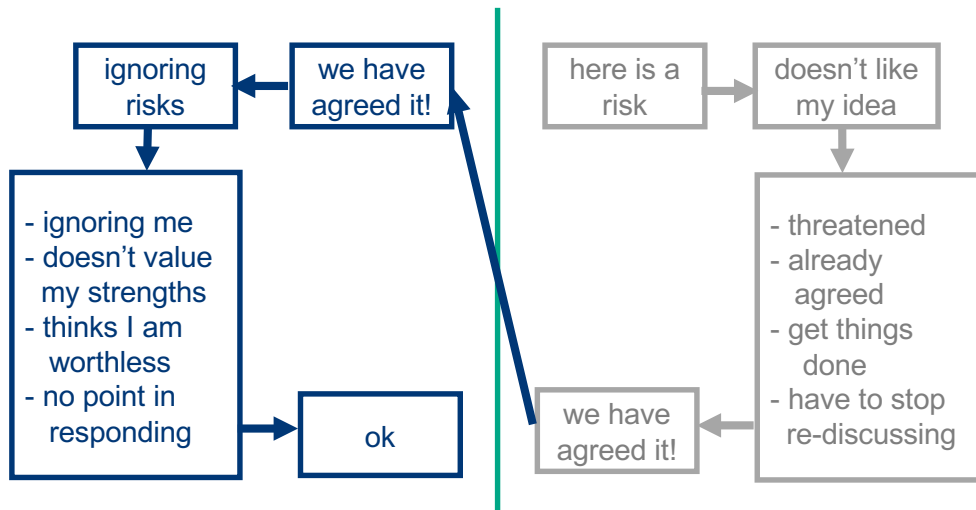 ignoring
risks
we have
agreed it!
- ignoring me
- doesn't value
my strengths
- thinks I am
worthless
- no point in
responding
ok
here is a
risk
doesn't like
my idea
- threatened
- already
agreed
- get things
done
- have to stop
re-discussing
we have
agreed it!